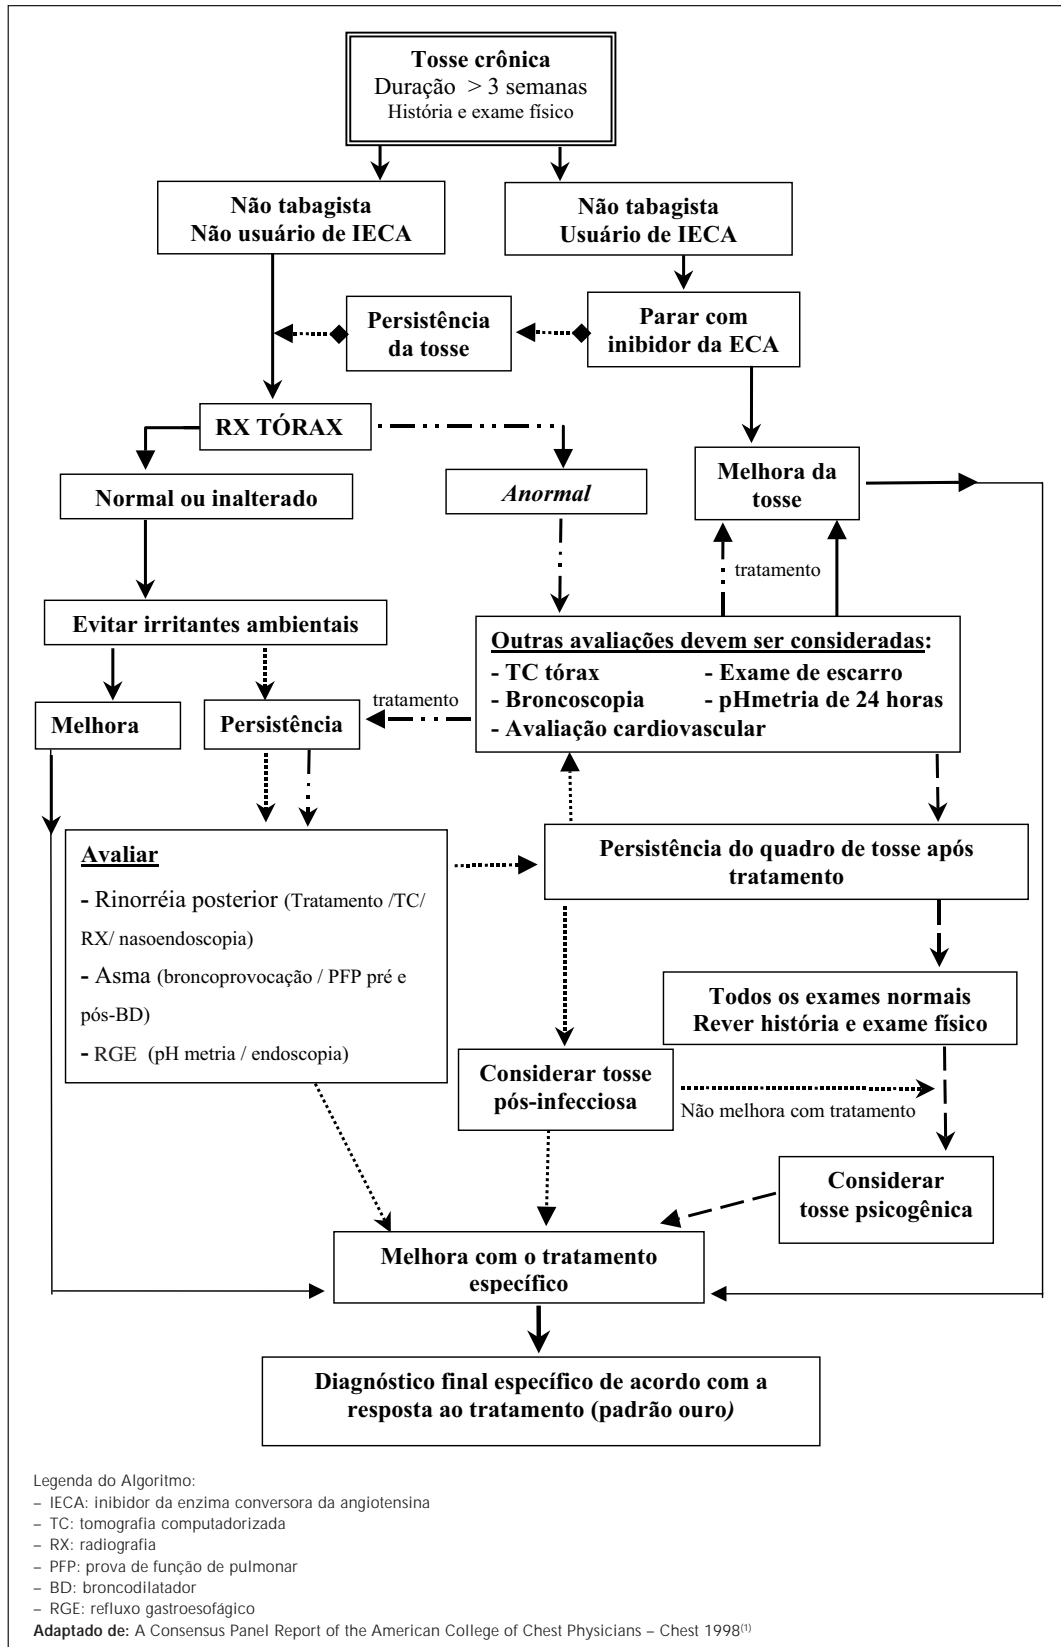 Tosse crônica
Duração > 3 semanas
História e exame físico
Não tabagista
Não usuário de IECA
Não tabagista
Usuário de IECA
Persistência
da tosse
Parar com
inibidor da ECA
RX TÓRAX
Normal ou inalterado
Anormal
Melhora da
tosse
tratamento
Evitar irritantes ambientais
Outras avaliações devem ser consideradas:
- TC tórax - Exame de escarro
- Broncoscopia - pHmetria de 24 horas
- Avaliação cardiovascular
tratamento
Melhora
Persistência
Avaliar
- Rinorréia posterior (Tratamento /TC/
RX/ nasoendoscopia)
- Asma (broncoprovocação / PFP pré e
pós-BD)
- RGE (pH metria / endoscopia)
Persistência do quadro de tosse após
tratamento
Todos os exames normais
Rever história e exame físico
Considerar tosse
pós-infecciosa
Não melhora com tratamento
Considerar
tosse psicogênica
Melhora com o tratamento
específico
Diagnóstico final específico de acordo com a
resposta ao tratamento (padrão ouro)
Legenda do Algoritmo:
– IECA: inibidor da enzima conversora da angiotensina
– TC: tomografia computadorizada
– RX: radiografia
– PFP: prova de função de pulmonar
– BD: broncodilatador
– RGE: refluxo gastroesofágico
Adaptado de: A Consensus Panel Report of the American College of Chest Physicians – Chest 1998(1)